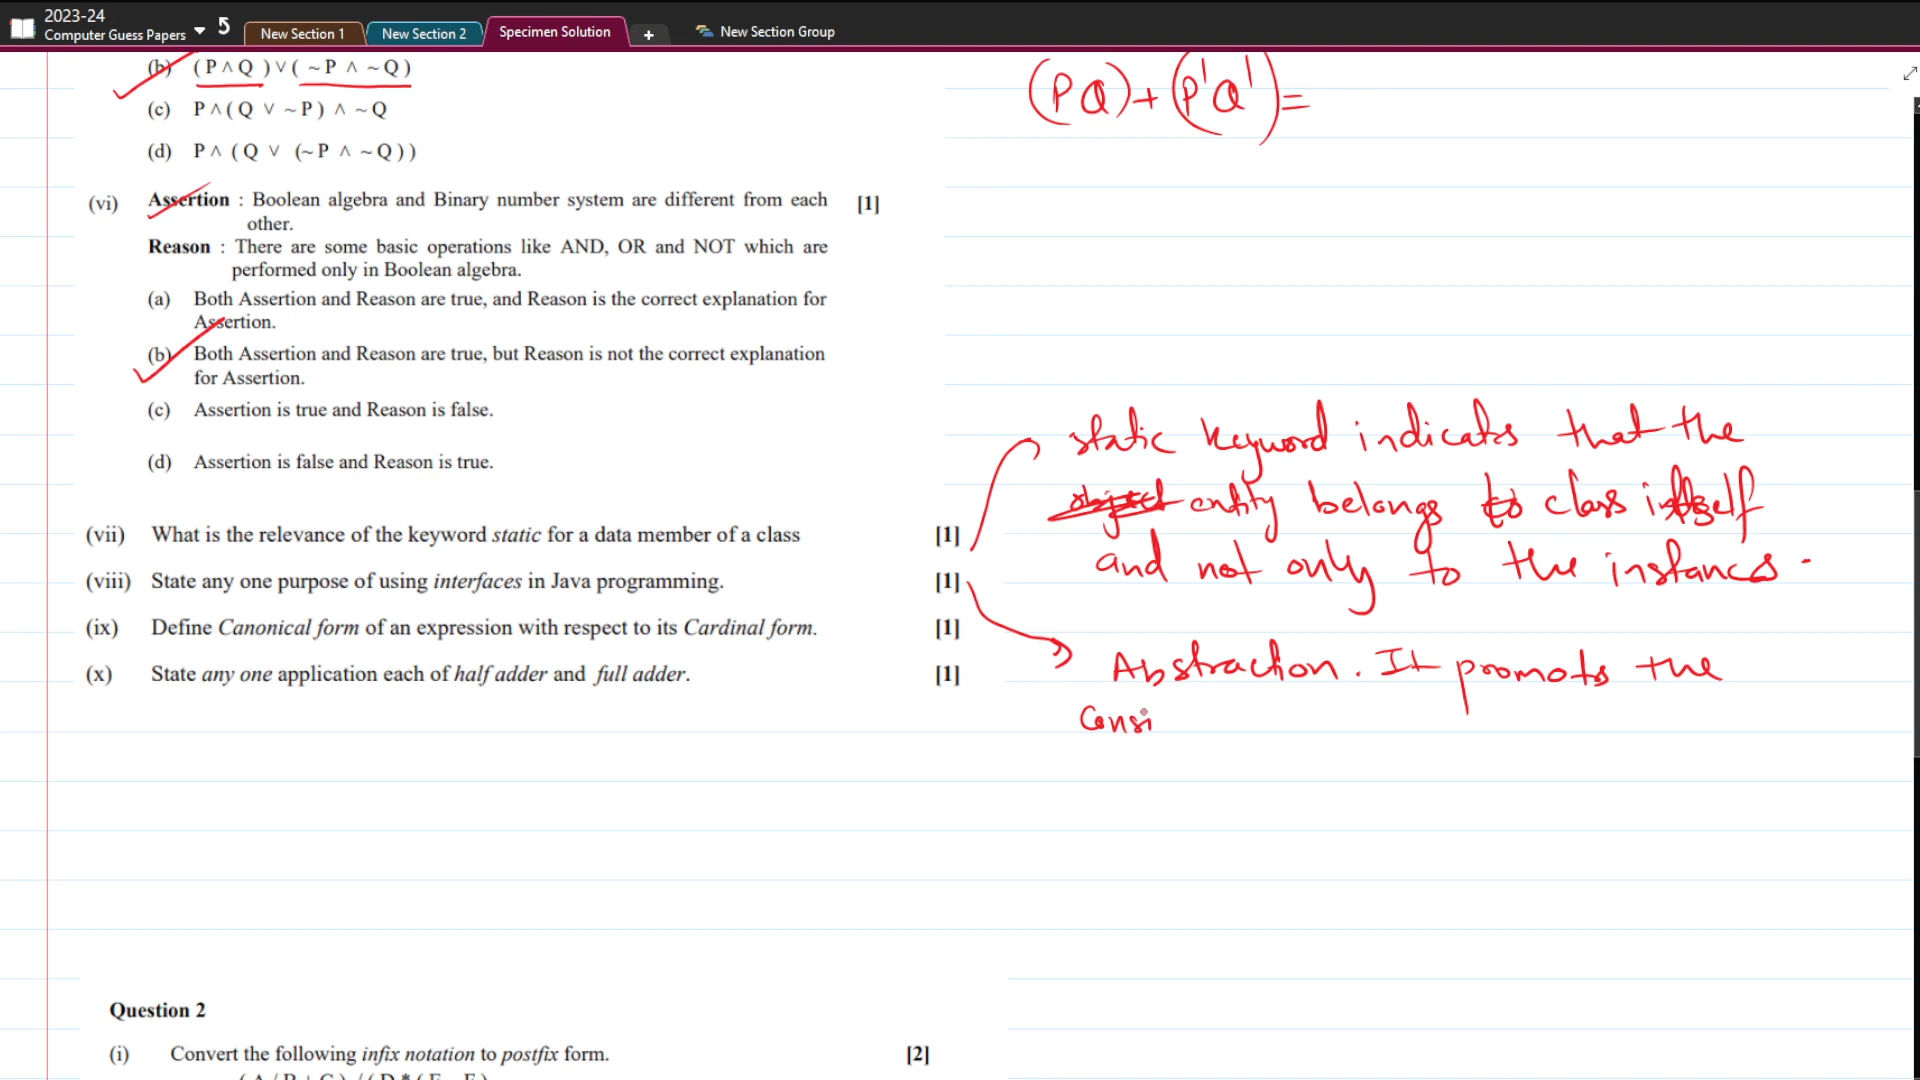 2023-24
Computer Guess Papers
New Section 1
New Section 2
Specimen Solution
+
New Section Group
(b) (P∧Q)∨(~P ∧ ~Q)
(c) P∧(Q ∨ ~P) ∧ ~Q
(d) P∧ (Q ∨ (~P ∧ ~Q))
(PQ)+(P'Q')=
(vi) Assertion : Boolean algebra and Binary number system are different from each [1]
other.
Reason : There are some basic operations like AND, OR and NOT which are
performed only in Boolean algebra.
(a) Both Assertion and Reason are true, and Reason is the correct explanation for
Assertion.
(b) Both Assertion and Reason are true, but Reason is not the correct explanation
for Assertion.
(c) Assertion is true and Reason is false.
(d) Assertion is false and Reason is true.
(vii) What is the relevance of the keyword static for a data member of a class [1]
(viii) State any one purpose of using interfaces in Java programming. [1]
(ix) Define Canonical form of an expression with respect to its Cardinal form. [1]
(x) State any one application each of half adder and full adder. [1]
static keyword indicates that the
object entity belongs to class itself
and not only to the instances.
Abstraction. It promots the
Consi
Question 2
(i) Convert the following infix notation to postfix form. [2]
(A / B + C) / (D * (E - F)